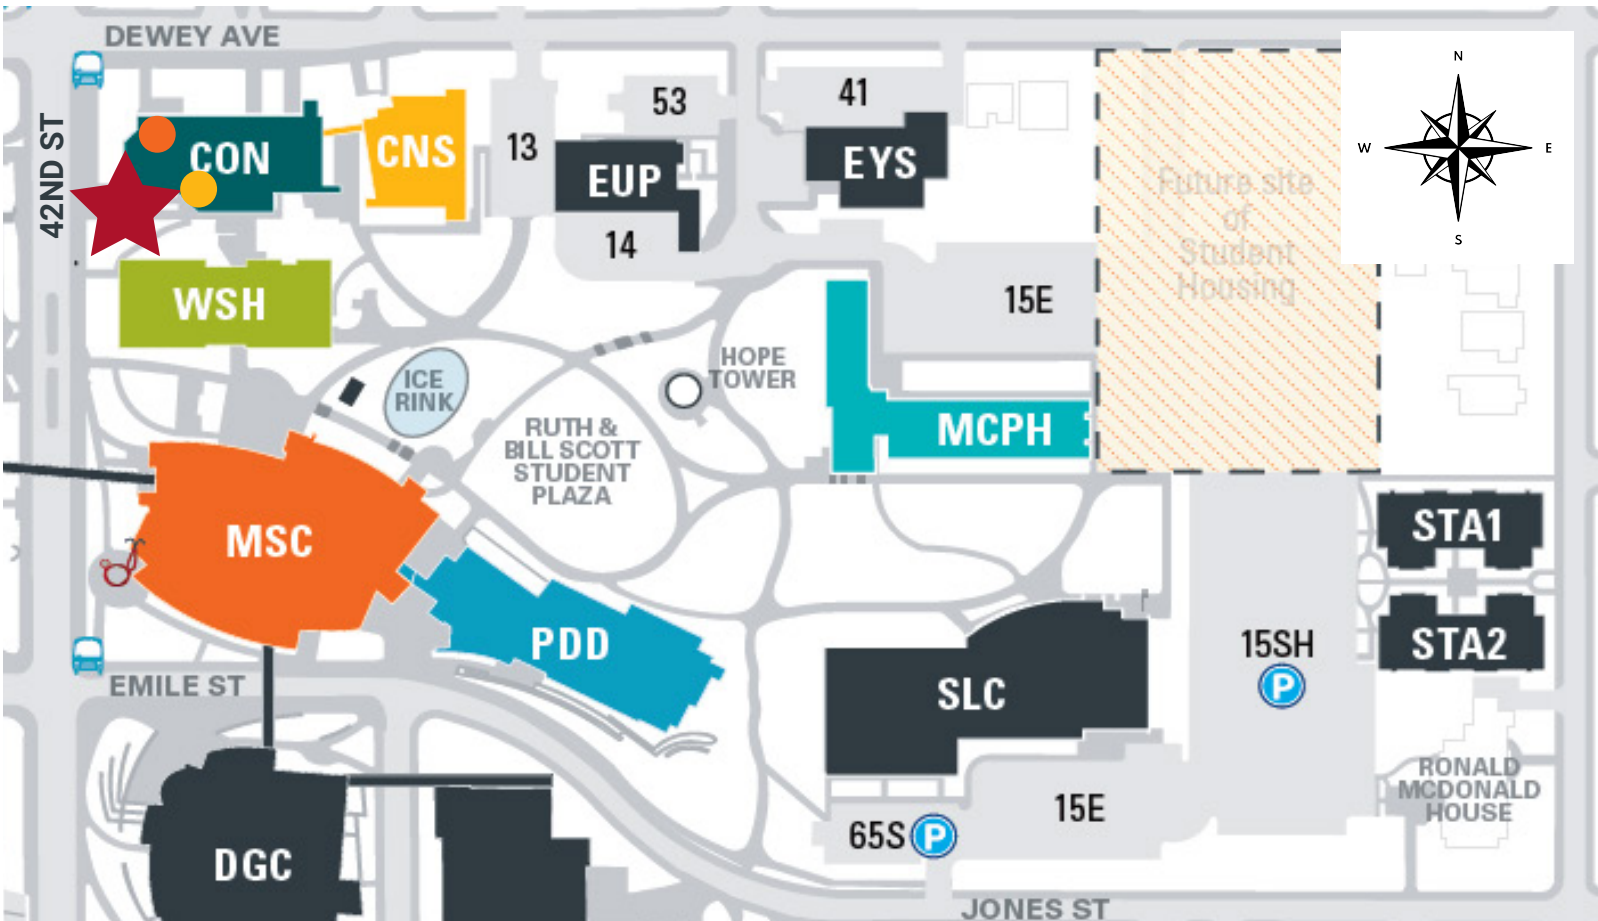 DEWEY AVE
N
W
E
S
42ND ST
53
41
13
CON
CNS
EUP
EYS
14
Future site
of
Student
Housing
WSH
15E
HOPE
TOWER
ICE
RINK
RUTH &
BILL SCOTT
STUDENT
PLAZA
MCPH
MSC
STA1
PDD
STA2
15SH
P
SLC
EMILE ST
RONALD
MCDONALD
HOUSE
15E
65S P
DGC
JONES ST